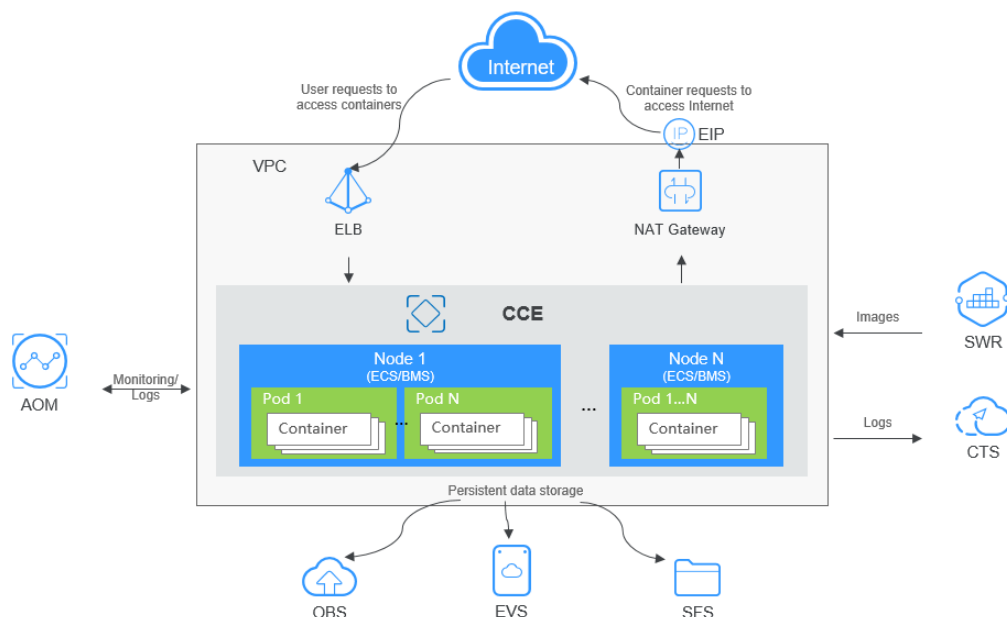 Internet
User requests to
access containers
Container requests to
access Internet
IP
EIP
VPC
ELB
NAT Gateway
CCE
Node 1
(ECS/BMS)
Pod 1
Container
...
Pod N
Container
...
Node N
(ECS/BMS)
Pod 1...N
Container
AOM
Monitoring/
Logs
Images
SWR
Logs
CTS
Persistent data storage
OBS
EVS
SFS